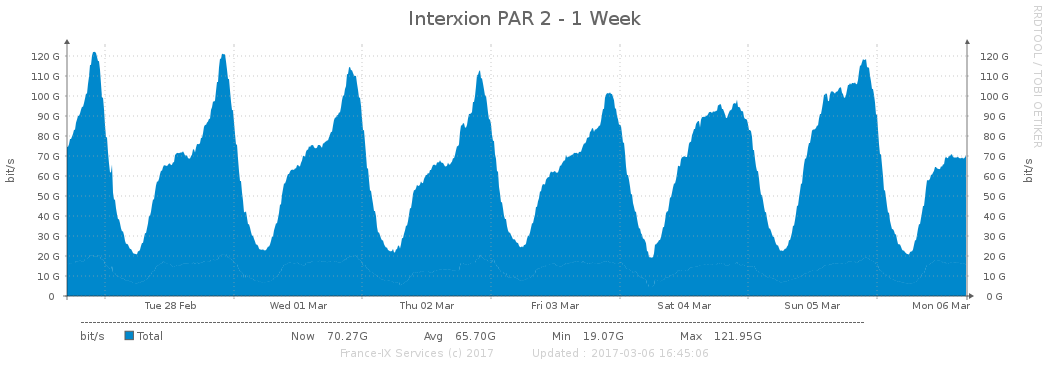 Interxion PAR 2 - 1 Week
RRDTOOL / TOBI OETIKER
bit/s
120 G
110 G
100 G
90 G
80 G
70 G
60 G
50 G
40 G
30 G
20 G
10 G
0
120 G
110 G
100 G
90 G
80 G
70 G
60 G
50 G
40 G
30 G
20 G
10 G
0 G
bit/s
Tue 28 Feb Wed 01 Mar Thu 02 Mar Fri 03 Mar Sat 04 Mar Sun 05 Mar Mon 06 Mar
bit/s Total Now 70.27G Avg 65.70G Min 19.07G Max 121.95G
France-IX Services (c) 2017 Updated : 2017-03-06 16:45:06